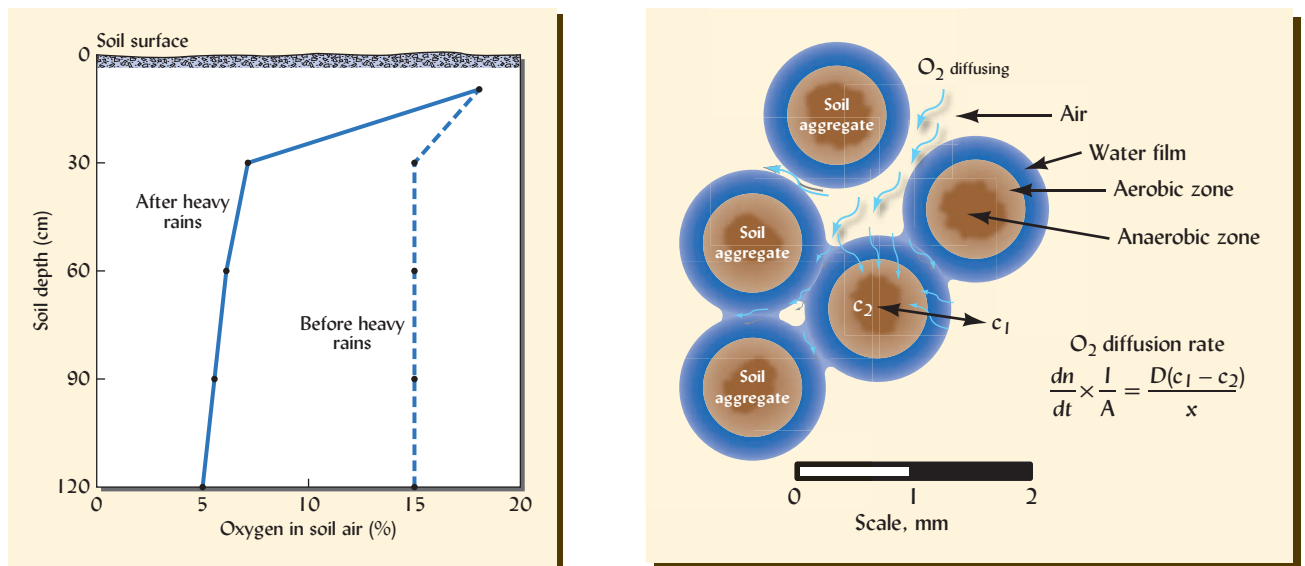 Soil surface
0
30
60
90
120
Soil depth (cm)
After heavy
rains
Before heavy
rains
0
5
10
15
20
Oxygen in soil air (%)
O2 diffusing
Air
Water film
Aerobic zone
Anaerobic zone
Soil
aggregate
Soil
aggregate
Soil
aggregate
c2
c1
O2 diffusion rate
dn/dt × 1/A = D(c1 – c2)/x
0
1
2
Scale, mm